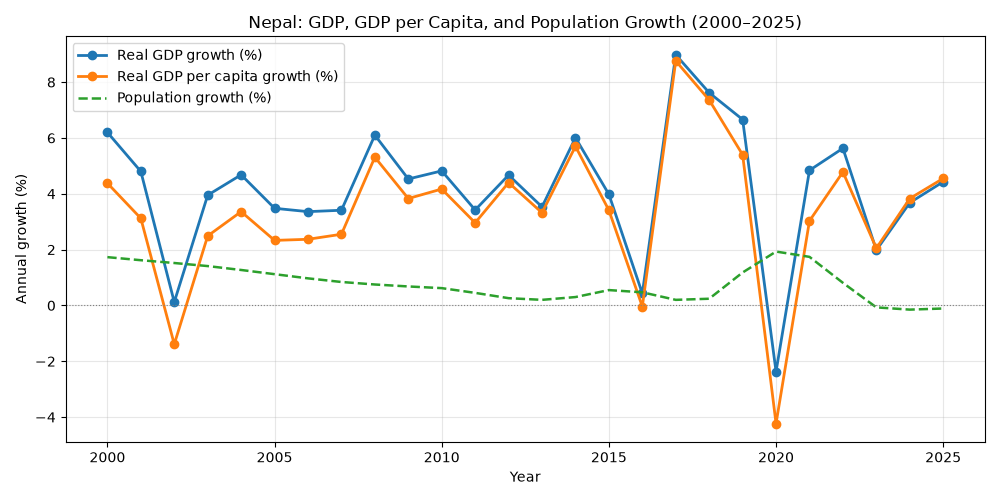 Nepal: GDP, GDP per Capita, and Population Growth (2000–2025)
Real GDP growth (%)
Real GDP per capita growth (%)
Population growth (%)
Annual growth (%)
8
6
4
2
0
−2
−4
2000 2005 2010 2015 2020 2025
Year